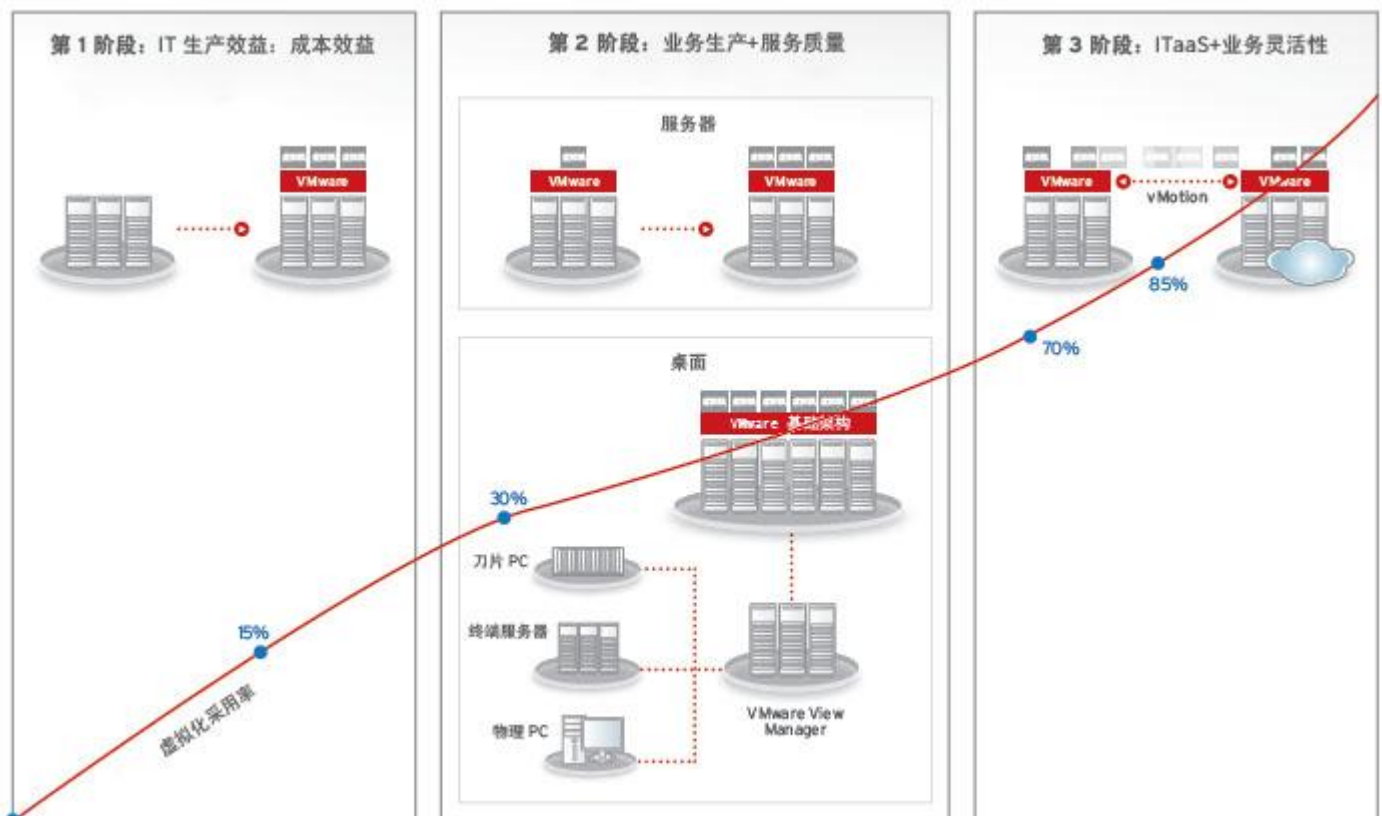 第 1 阶段：IT 生产效益：成本效益
VMware
15%
虚拟化采用率
第 2 阶段：业务生产+服务质量
服务器
VMware
VMware
桌面
VMware 基础架构
30%
刀片 PC
终端服务器
物理 PC
VMware View
Manager
第 3 阶段：ITaaS+业务灵活性
VMware
vMotion
VMware
85%
70%